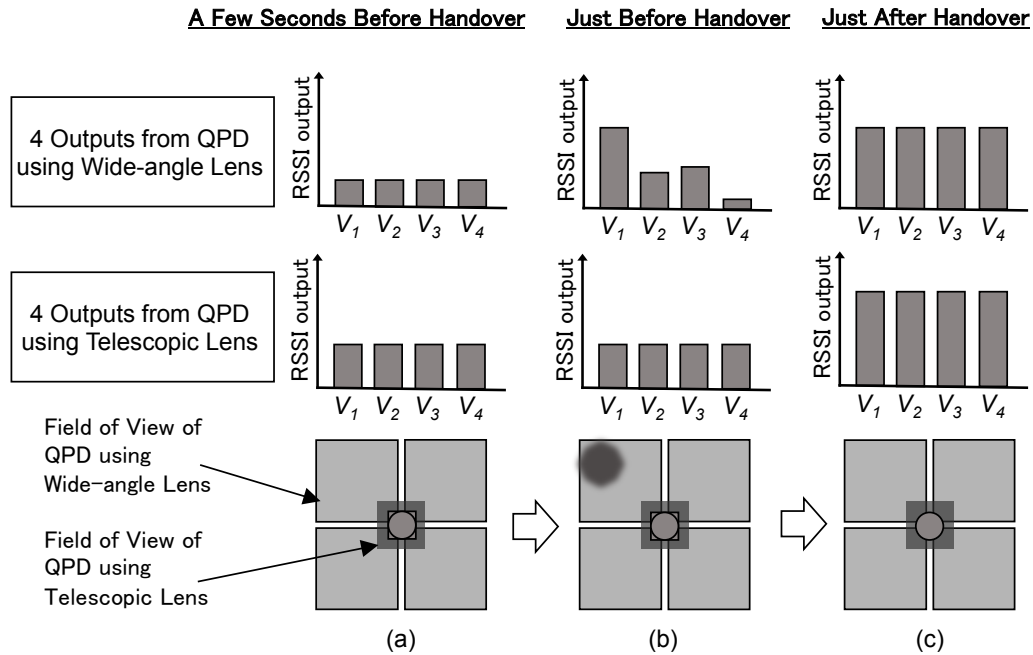 A Few Seconds Before Handover
Just Before Handover
Just After Handover
4 Outputs from QPD
using Wide-angle Lens
RSSI output
V1 V2 V3 V4
RSSI output
V1 V2 V3 V4
RSSI output
V1 V2 V3 V4
4 Outputs from QPD
using Telescopic Lens
RSSI output
V1 V2 V3 V4
RSSI output
V1 V2 V3 V4
RSSI output
V1 V2 V3 V4
Field of View of
QPD using
Wide-angle Lens
Field of View of
QPD using
Telescopic Lens
(a)
(b)
(c)